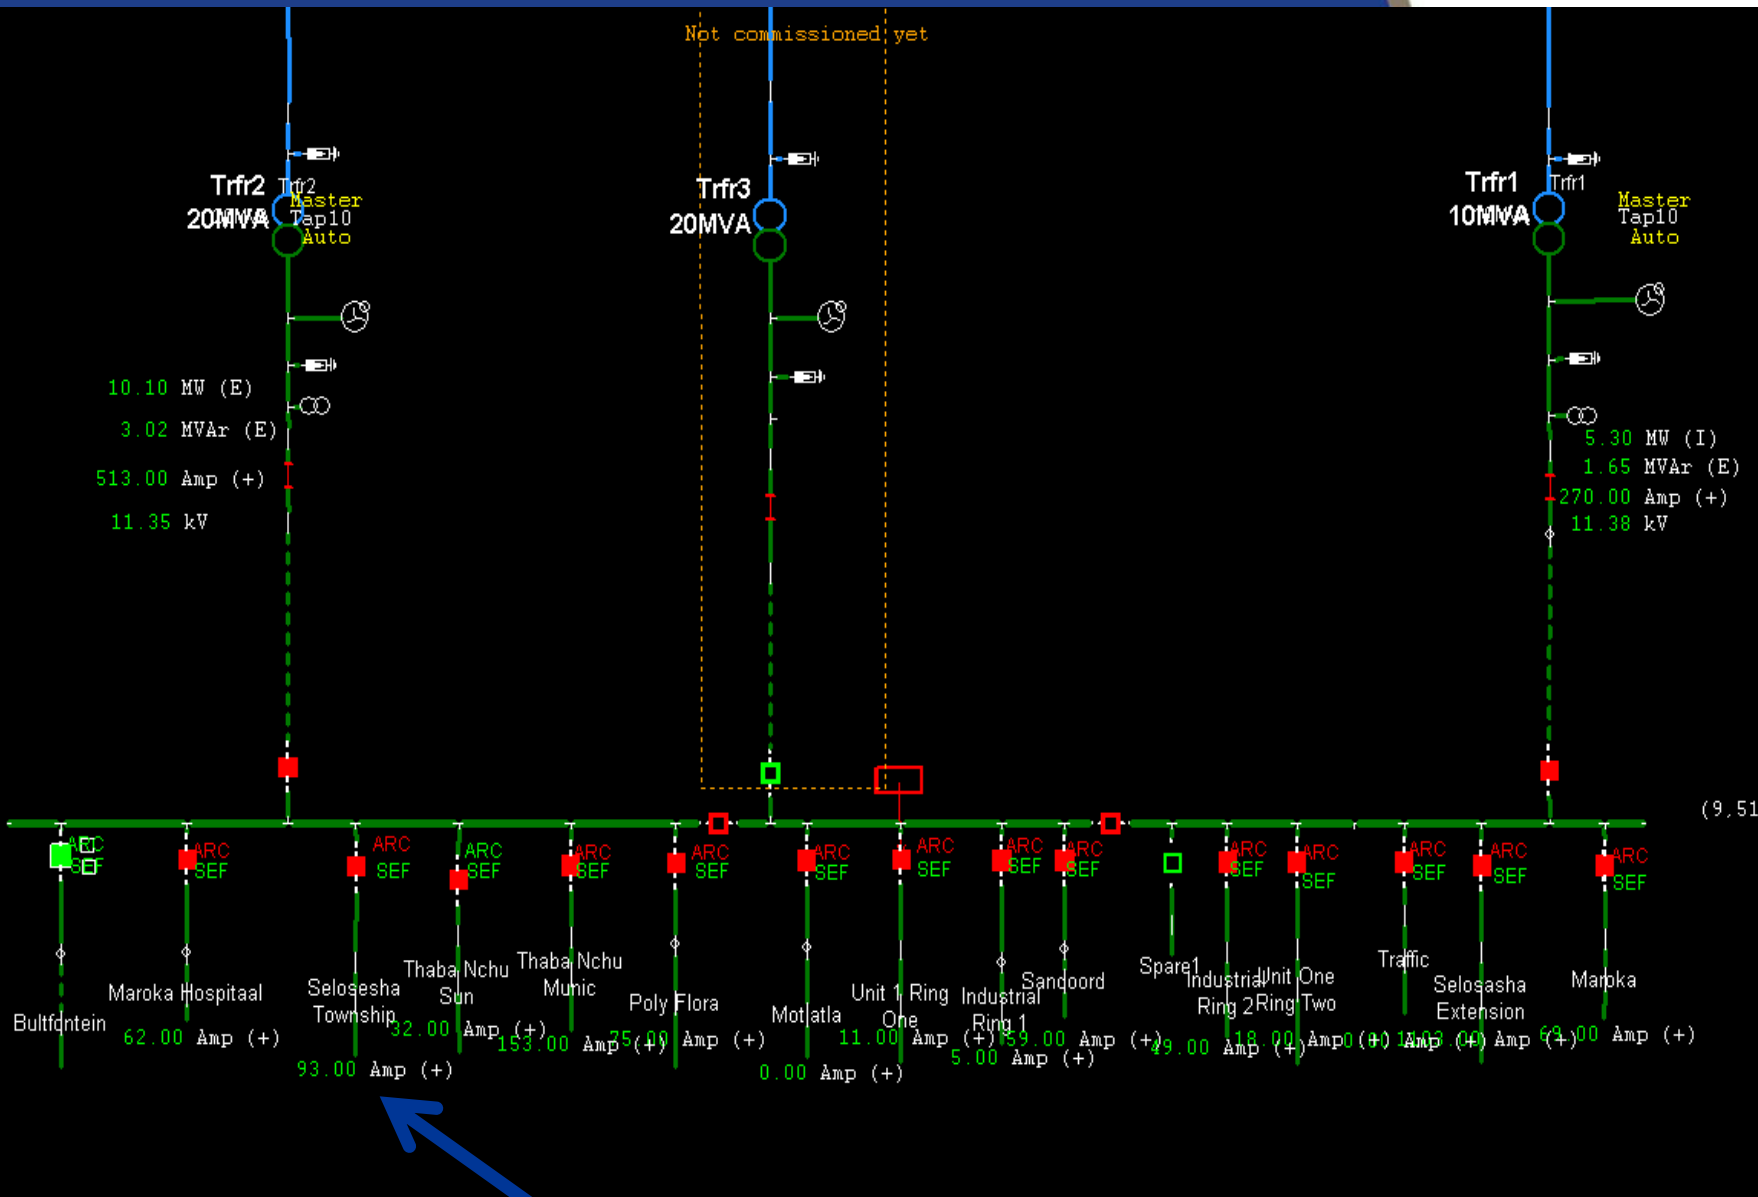 Not commissioned yet
Trfr2
Trfr2
Master
20MVA
Tap10
Auto
Trfr3
20MVA
Trfr1
Trfr1
Master
10MVA
Tap10
Auto
10.10 MW (E)
3.02 MVAr (E)
513.00 Amp (+)
11.35 kV
5.30 MW (I)
1.65 MVAr (E)
270.00 Amp (+)
11.38 kV
(9,51
ARC
SEF
ARC
SEF
ARC
SEF
ARC
SEF
ARC
SEF
ARC
SEF
ARC
SEF
ARC
SEF
ARC
SEF
ARC
SEF
ARC
SEF
ARC
SEF
ARC
SEF
ARC
SEF
ARC
SEF
Bultfontein
Maroka Hospitaal
62.00 Amp (+)
Selosesha
Township
93.00 Amp (+)
Thaba Nchu
Sun
32.00 Amp (+)
Thaba Nchu
Munic
153.00 Amp (+)
Poly Flora
75.00 Amp (+)
Motlatla
0.00 Amp (+)
Unit 1 Ring
One
11.00 Amp (+)
Industrial
Ring 1
5.00 Amp (+)
Sandoord
59.00 Amp (+)
Spare1
Industrial
Ring 2
49.00 Amp (+)
Unit One
Ring Two
18.00 Amp (+)
Traffic
Amp (+)
Selosasha
Extension
Amp (+)
Maroka
Amp (+)